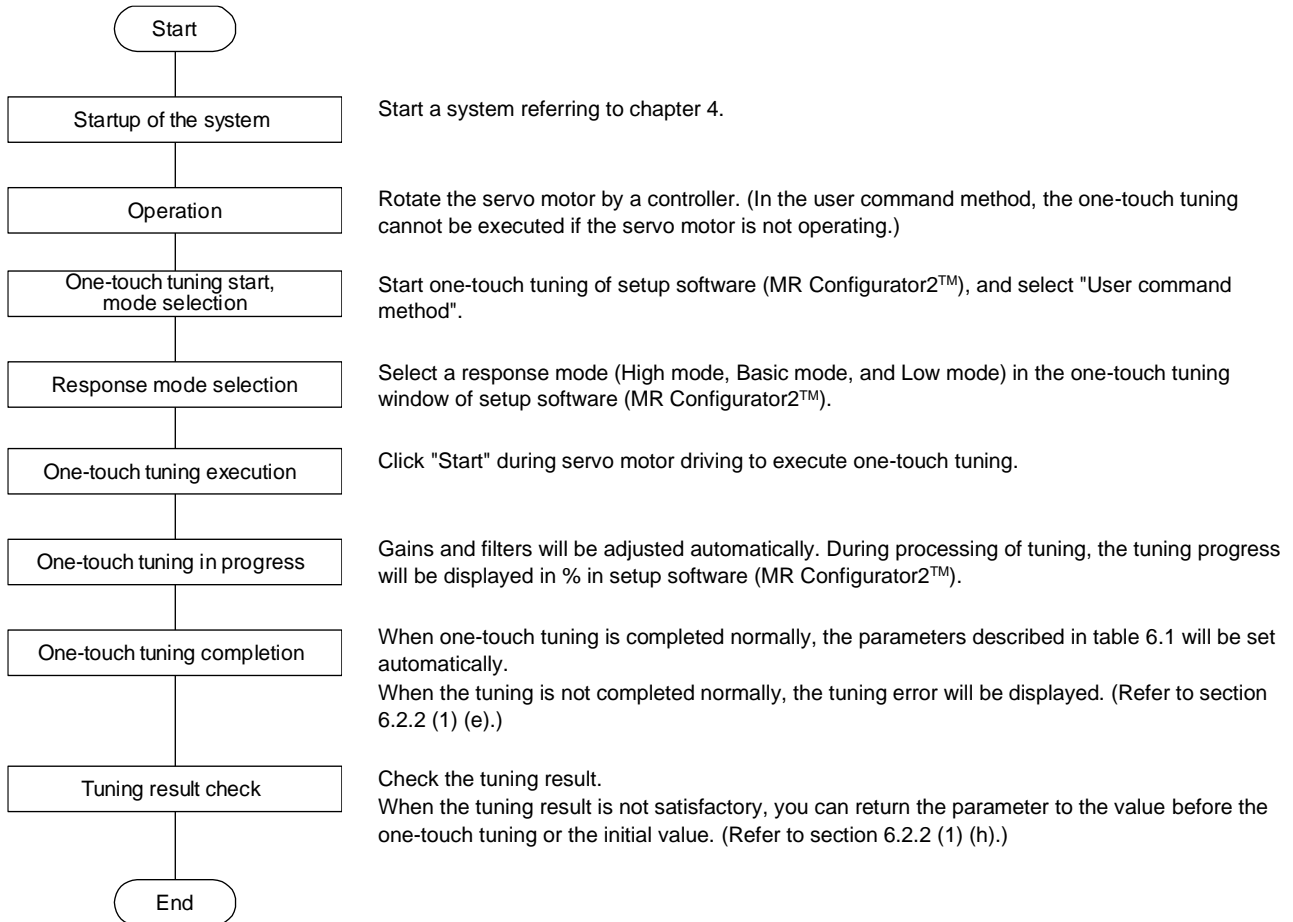 Start
Startup of the system
Start a system referring to chapter 4.
Operation
Rotate the servo motor by a controller. (In the user command method, the one-touch tuning
cannot be executed if the servo motor is not operating.)
One-touch tuning start,
mode selection
Start one-touch tuning of setup software (MR Configurator2TM), and select "User command
method".
Response mode selection
Select a response mode (High mode, Basic mode, and Low mode) in the one-touch tuning
window of setup software (MR Configurator2TM).
One-touch tuning execution
Click "Start" during servo motor driving to execute one-touch tuning.
One-touch tuning in progress
Gains and filters will be adjusted automatically. During processing of tuning, the tuning progress
will be displayed in % in setup software (MR Configurator2TM).
One-touch tuning completion
When one-touch tuning is completed normally, the parameters described in table 6.1 will be set
automatically.
When the tuning is not completed normally, the tuning error will be displayed. (Refer to section
6.2.2 (1) (e).)
Tuning result check
Check the tuning result.
When the tuning result is not satisfactory, you can return the parameter to the value before the
one-touch tuning or the initial value. (Refer to section 6.2.2 (1) (h).)
End